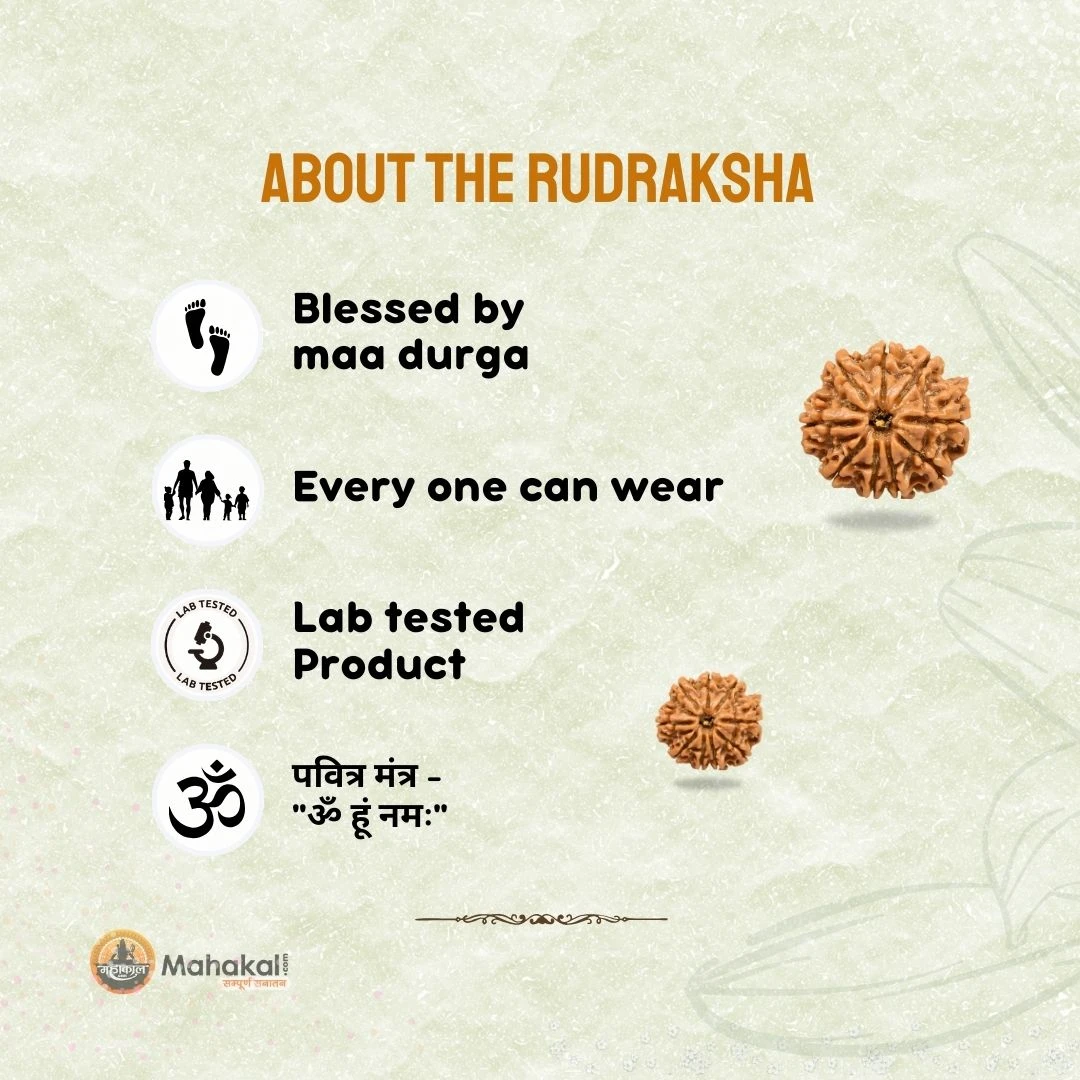 ABOUT THE RUDRAKSHA
Blessed by
maa durga
Every one can wear
LAB TESTED
LAB TESTED
Lab tested
Product
ॐ
पवित्र मंत्र -
"ॐ हूं नमः"
महाकाल
Mahakal.com
सम्पूर्ण सनातन